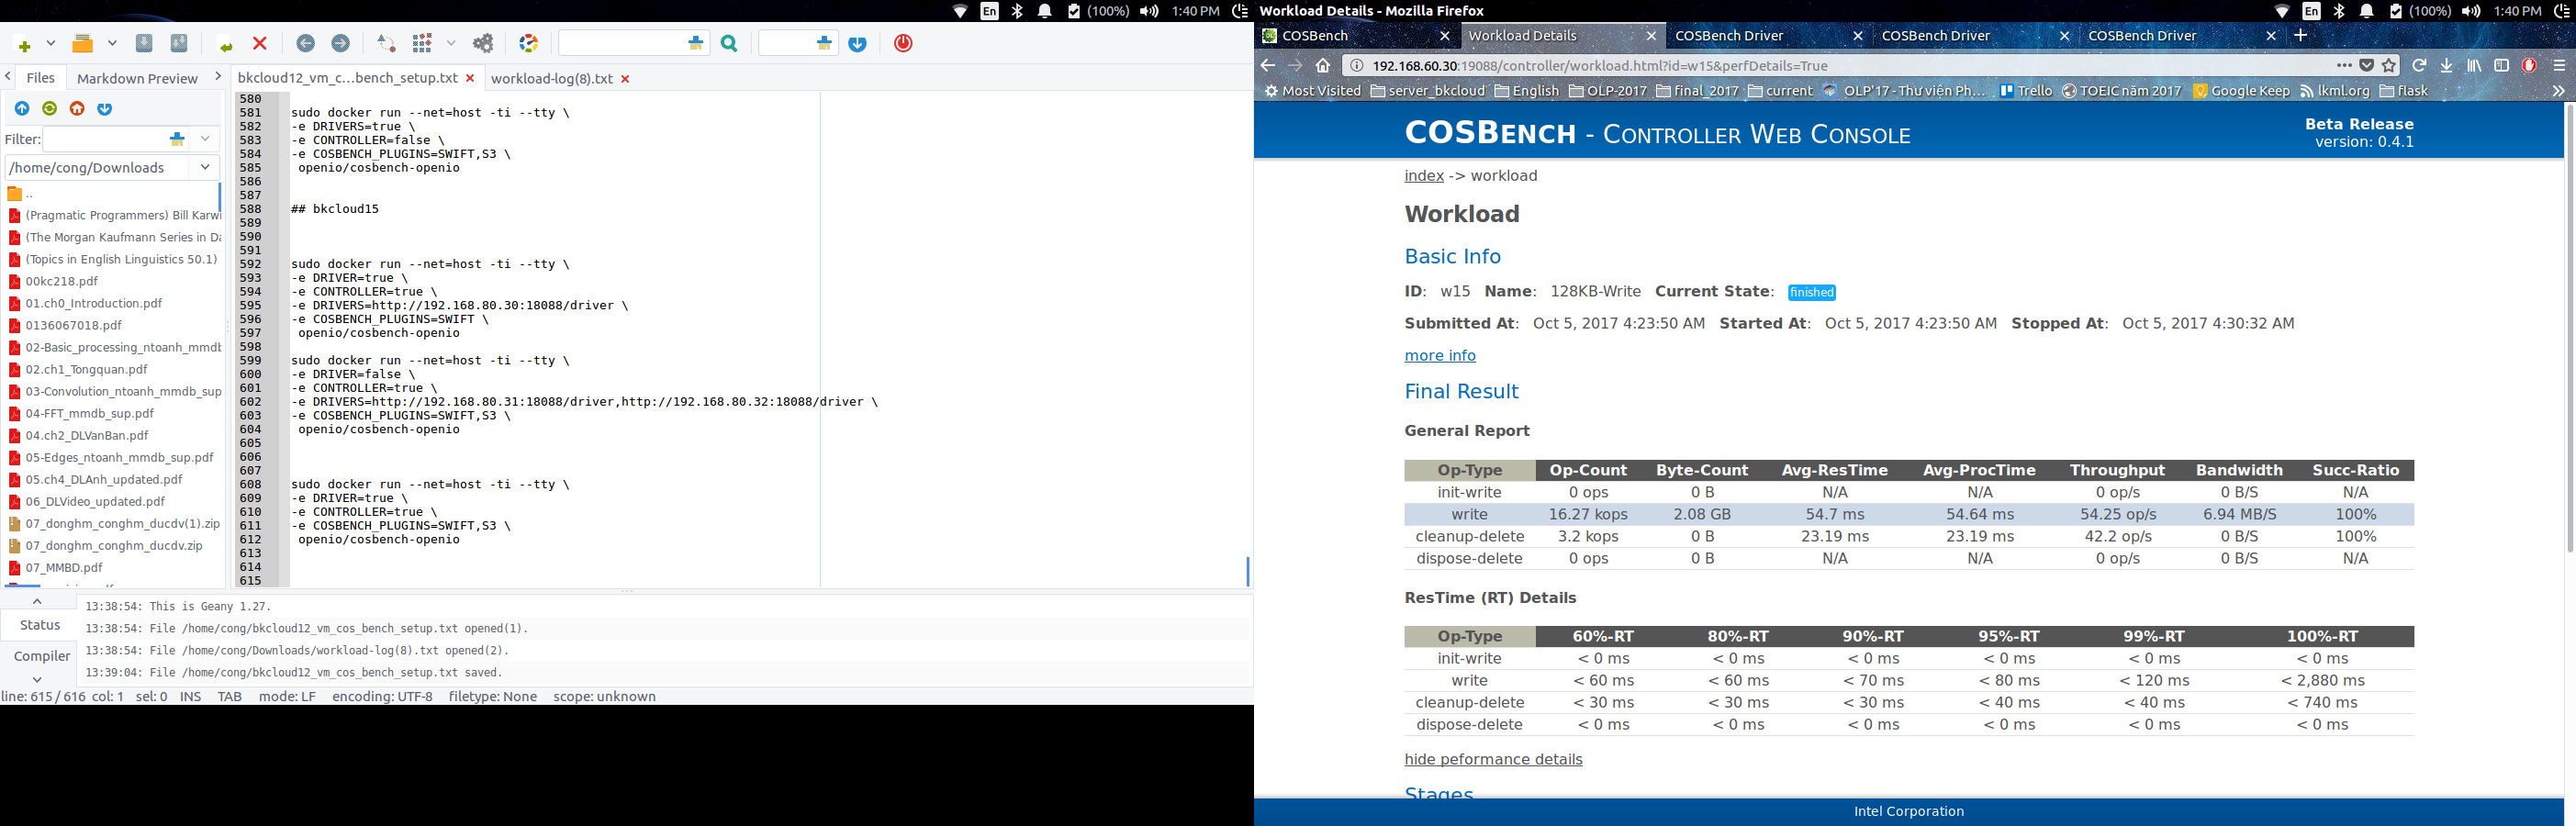 En (100%) 1:40 PM
Files Markdown Preview bkcloud12_vm_c...bench_setup.txt workload-log(8).txt
Filter:
/home/cong/Downloads
..
(Pragmatic Programmers) Bill Karwi
(The Morgan Kaufmann Series in Da
(Topics in English Linguistics 50.1)
00kc218.pdf
01.ch0_Introduction.pdf
0136067018.pdf
02-Basic_processing_ntoanh_mmdb
02.ch1_Tongquan.pdf
03-Convolution_ntoanh_mmdb_sup
04-FFT_mmdb_sup.pdf
04.ch2_DLVanBan.pdf
05-Edges_ntoanh_mmdb_sup.pdf
05.ch4_DLAnh_updated.pdf
06_DLVideo_updated.pdf
07_donghm_conghm_ducdv(1).zip
07_donghm_conghm_ducdv.zip
07_MMBD.pdf
580
581 sudo docker run --net=host -ti --tty \
582 -e DRIVERS=true \
583 -e CONTROLLER=false \
584 -e COSBENCH_PLUGINS=SWIFT,S3 \
585 openio/cosbench-openio
586
587
588 ## bkcloud15
589
590
591
592 sudo docker run --net=host -ti --tty \
593 -e DRIVER=true \
594 -e CONTROLLER=true \
595 -e DRIVERS=http://192.168.80.30:18088/driver \
596 -e COSBENCH_PLUGINS=SWIFT \
597 openio/cosbench-openio
598
599 sudo docker run --net=host -ti --tty \
600 -e DRIVER=false \
601 -e CONTROLLER=true \
602 -e DRIVERS=http://192.168.80.31:18088/driver,http://192.168.80.32:18088/driver \
603 -e COSBENCH_PLUGINS=SWIFT,S3 \
604 openio/cosbench-openio
605
606
607
608 sudo docker run --net=host -ti --tty \
609 -e DRIVER=true \
610 -e CONTROLLER=true \
611 -e COSBENCH_PLUGINS=SWIFT,S3 \
612 openio/cosbench-openio
613
614
615
Status
Compiler
13:38:54: This is Geany 1.27.
13:38:54: File /home/cong/bkcloud12_vm_cos_bench_setup.txt opened(1).
13:38:54: File /home/cong/Downloads/workload-log(8).txt opened(2).
13:39:04: File /home/cong/bkcloud12_vm_cos_bench_setup.txt saved.
line: 615 / 616 col: 1 sel: 0 INS TAB mode: LF encoding: UTF-8 filetype: None scope: unknown
Workload Details - Mozilla Firefox En (100%) 1:40 PM
COSBench Workload Details COSBench Driver COSBench Driver COSBench Driver
192.168.60.30:19088/controller/workload.html?id=w15&perfDetails=True
Most Visited server_bkcloud English OLP-2017 final_2017 current OLP'17 - Thư viện Ph... Trello TOEIC năm 2017 Google Keep lkml.org flask
COSBENCH - CONTROLLER WEB CONSOLE
Beta Release
version: 0.4.1
index -> workload
Workload
Basic Info
ID: w15 Name: 128KB-Write Current State: finished
Submitted At: Oct 5, 2017 4:23:50 AM Started At: Oct 5, 2017 4:23:50 AM Stopped At: Oct 5, 2017 4:30:32 AM
more info
Final Result
General Report
Op-Type Op-Count Byte-Count Avg-ResTime Avg-ProcTime Throughput Bandwidth Succ-Ratio
init-write 0 ops 0 B N/A N/A 0 op/s 0 B/S N/A
write 16.27 kops 2.08 GB 54.7 ms 54.64 ms 54.25 op/s 6.94 MB/S 100%
cleanup-delete 3.2 kops 0 B 23.19 ms 23.19 ms 42.2 op/s 0 B/S 100%
dispose-delete 0 ops 0 B N/A N/A 0 op/s 0 B/S N/A
ResTime (RT) Details
Op-Type 60%-RT 80%-RT 90%-RT 95%-RT 99%-RT 100%-RT
init-write < 0 ms < 0 ms < 0 ms < 0 ms < 0 ms < 0 ms
write < 60 ms < 60 ms < 70 ms < 80 ms < 120 ms < 2,880 ms
cleanup-delete < 30 ms < 30 ms < 30 ms < 40 ms < 40 ms < 740 ms
dispose-delete < 0 ms < 0 ms < 0 ms < 0 ms < 0 ms < 0 ms
hide peformance details
Stages
Intel Corporation